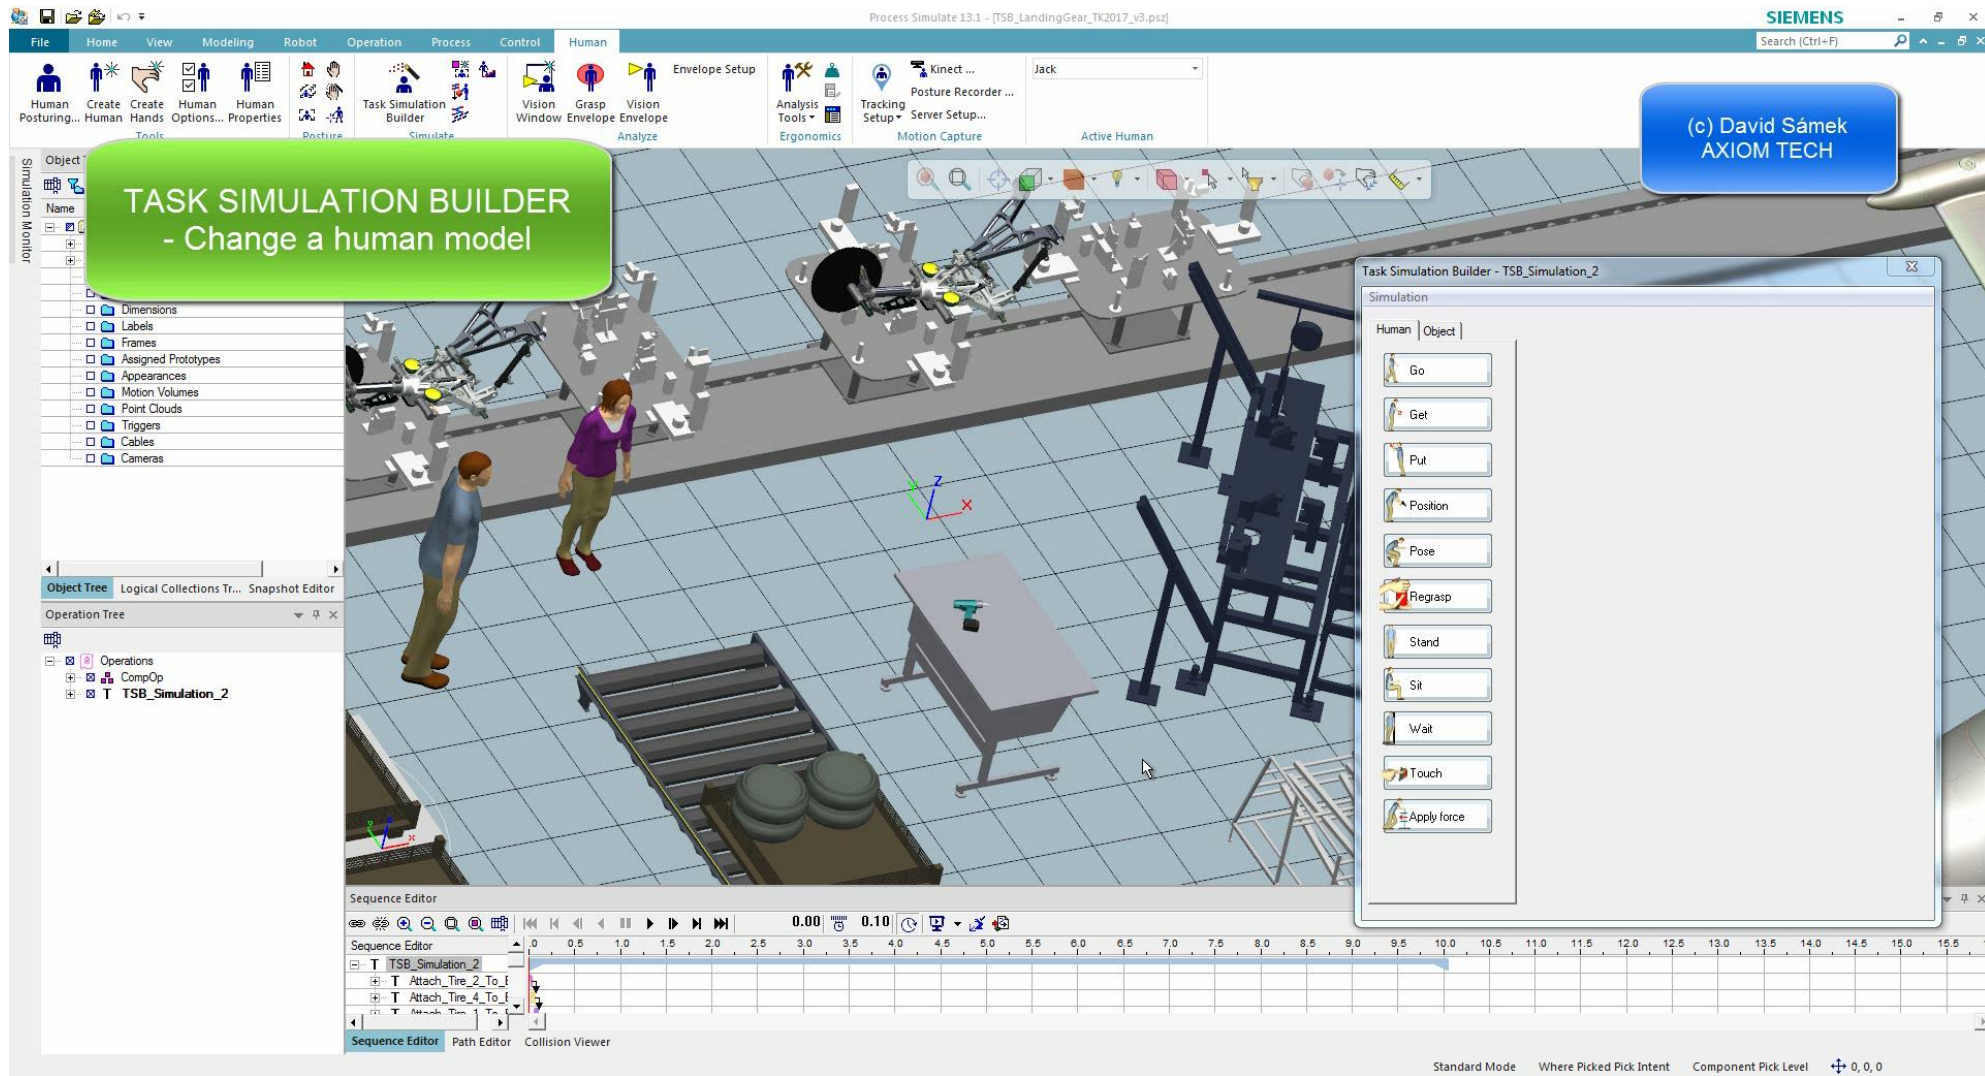 Process Simulate 13.1 - [TSB_LandingGear_TK2017_v3.psz]
SIEMENS
File Home View Modeling Robot Operation Process Control Human
Search (Ctrl+F)
Human Posturing...
Create Human
Create Hands
Human Options...
Human Properties
Tools
Posture
Task Simulation Builder
Simulate
Vision Window
Grasp Envelope
Vision Envelope
Envelope Setup
Analyze
Analysis Tools
Ergonomics
Tracking Setup
Kinect ...
Posture Recorder ...
Server Setup...
Motion Capture
Jack
Active Human
(c) David Sámek
AXIOM TECH
TASK SIMULATION BUILDER
- Change a human model
Simulation Monitor
Object
Name
Dimensions
Labels
Frames
Assigned Prototypes
Appearances
Motion Volumes
Point Clouds
Triggers
Cables
Cameras
Object Tree Logical Collections Tr... Snapshot Editor
Operation Tree
Operations
CompOp
T TSB_Simulation_2
Z
X
Task Simulation Builder - TSB_Simulation_2
Simulation
Human Object
Go
Get
Put
Position
Pose
Regrasp
Stand
Sit
Wait
Touch
Apply force
Sequence Editor
0.00 0.10
Sequence Editor
.0 0.5 1.0 1.5 2.0 2.5 3.0 3.5 4.0 4.5 5.0 5.5 6.0 6.5 7.0 7.5 8.0 8.5 9.0 9.5 10.0 10.5 11.0 11.5 12.0 12.5 13.0 13.5 14.0 14.5 15.0 15.5
T TSB_Simulation_2
T Attach_Tire_2_To_
T Attach_Tire_4_To_
Sequence Editor Path Editor Collision Viewer
Standard Mode Where Picked Pick Intent Component Pick Level 0, 0, 0